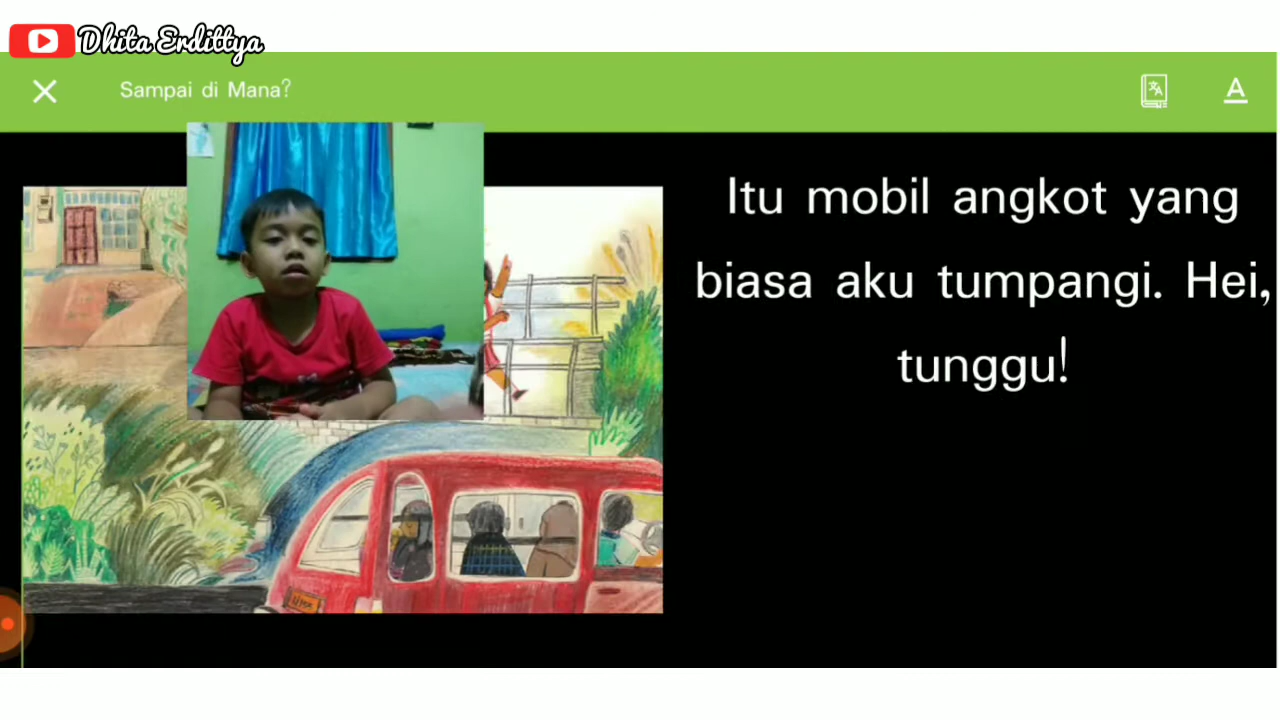 Dhita Erdittya
Sampai di Mana?
Itu mobil angkot yang
biasa aku tumpangi. Hei,
tunggu!